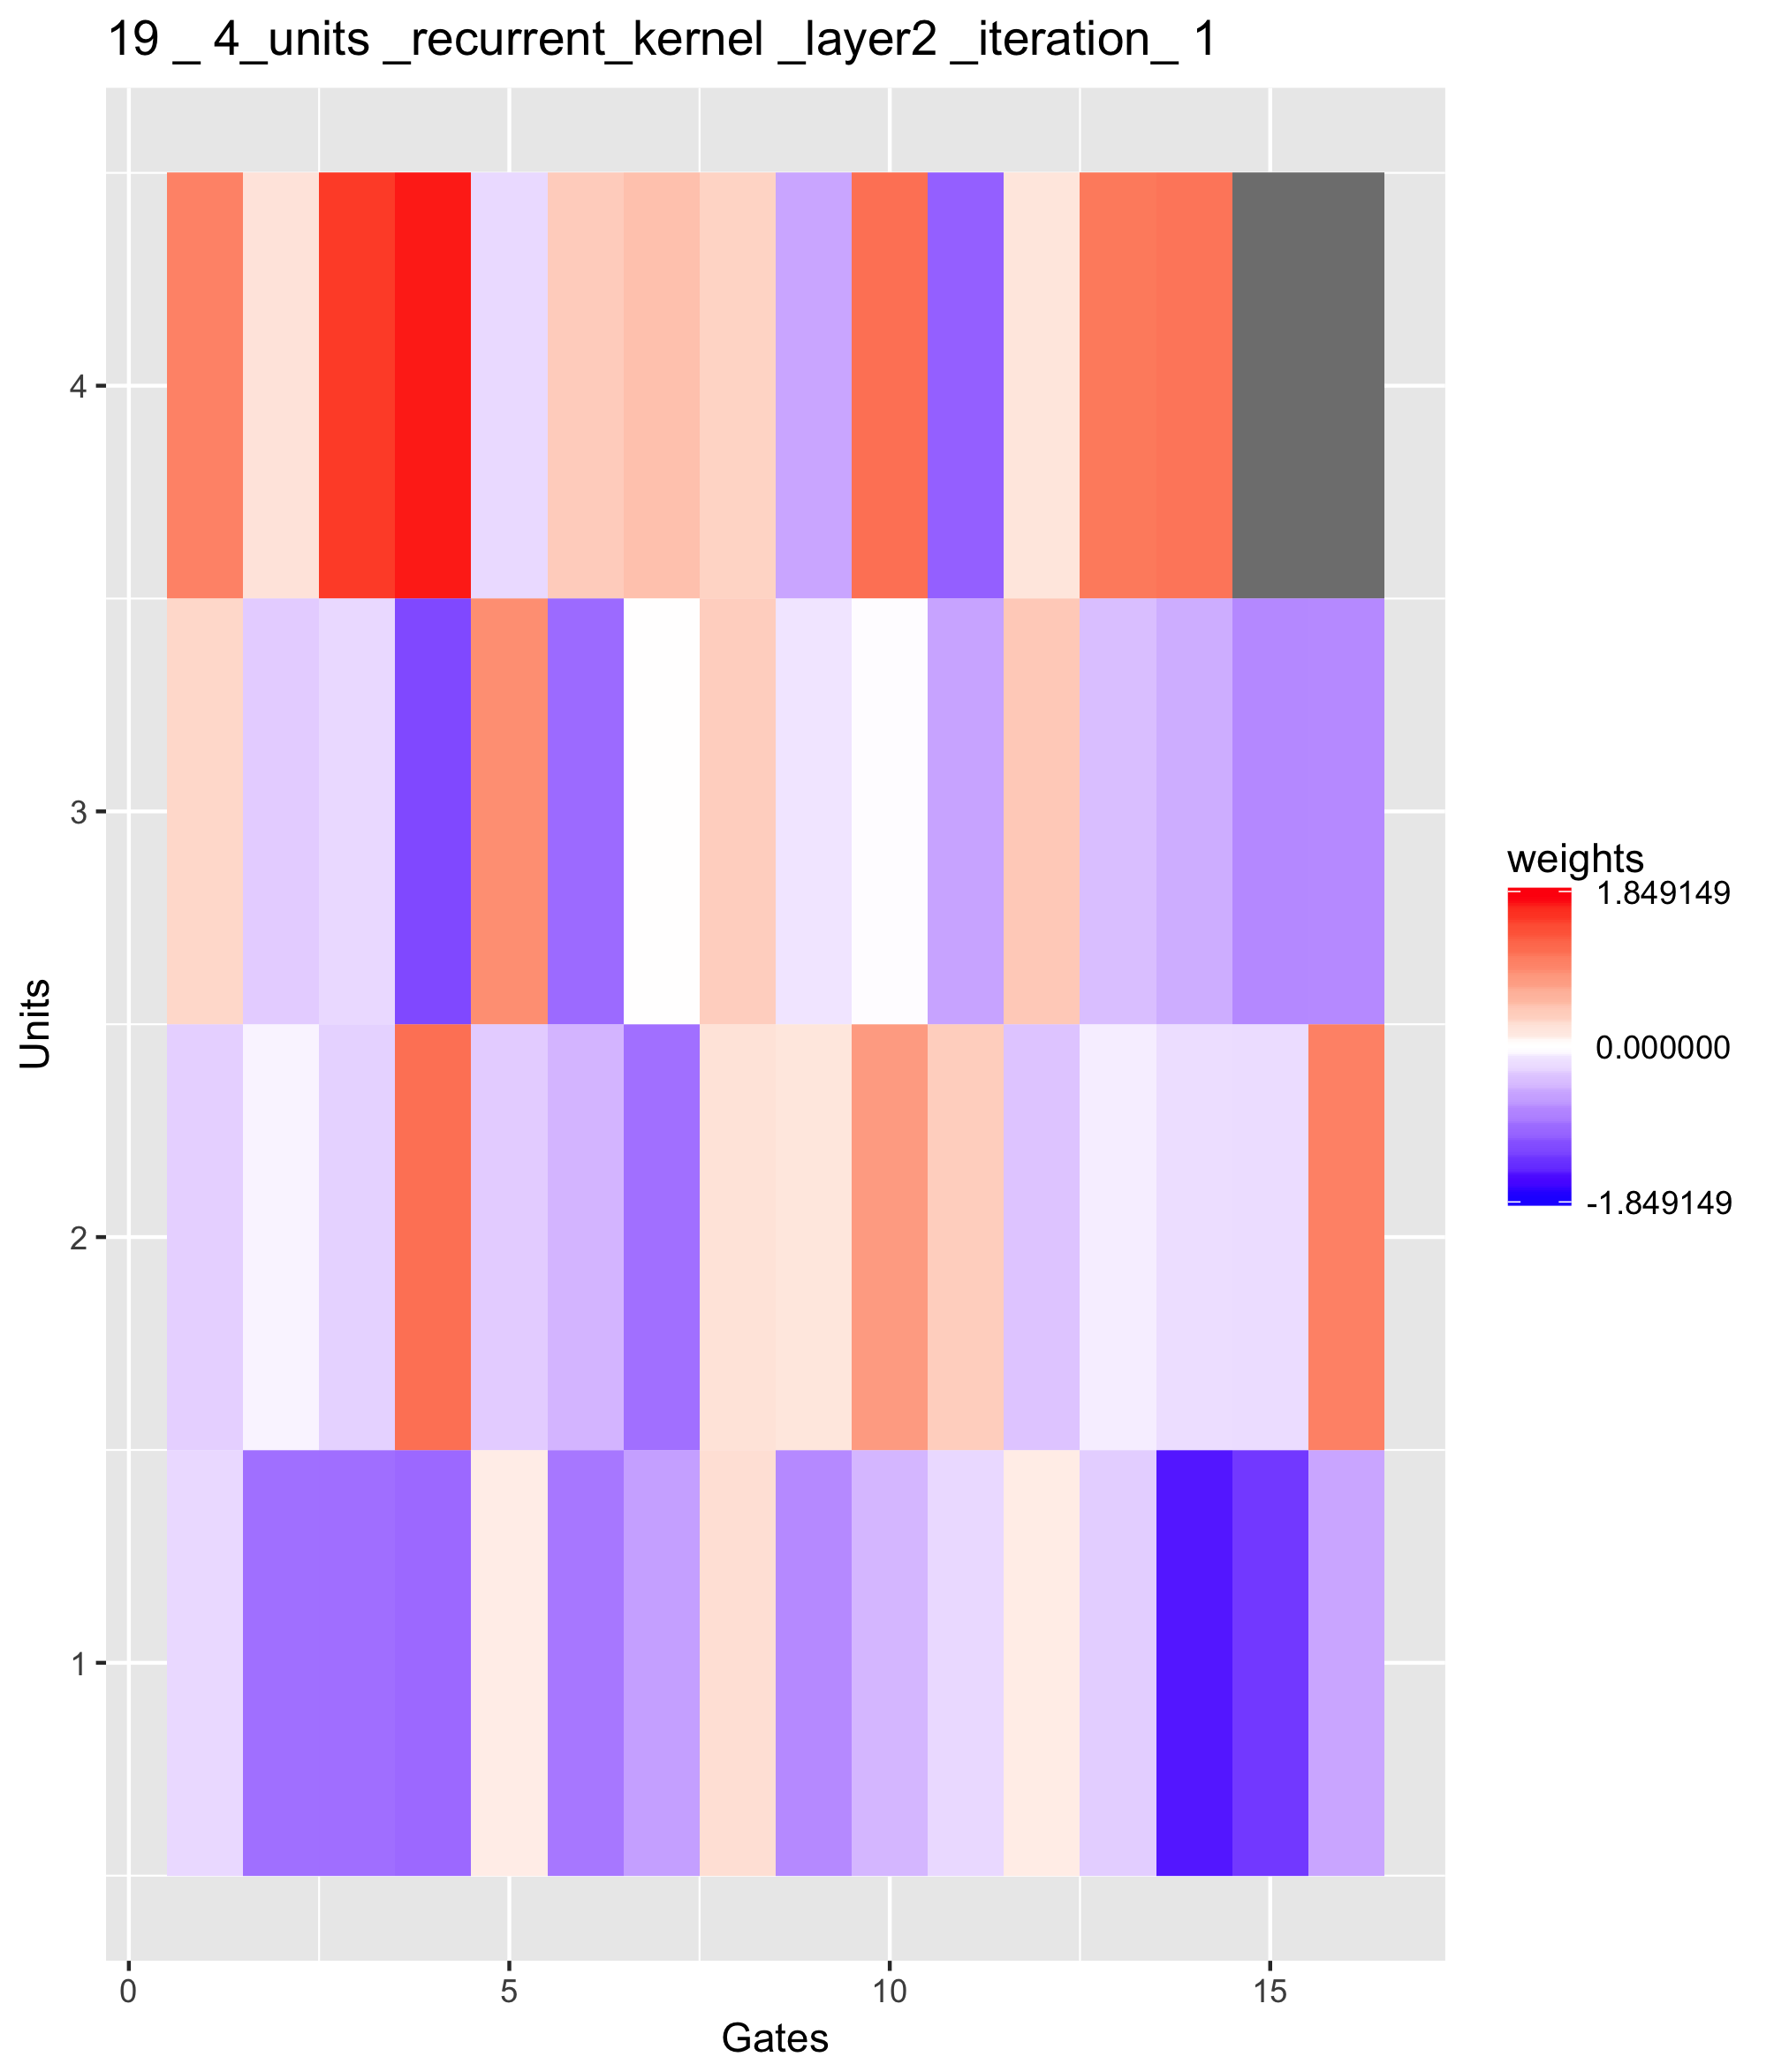 19 _ 4_units _recurrent_kernel _layer2 _iteration_ 1
Units
4
3
2
1
0
5
10
15
Gates
weights
1.849149
0.000000
-1.849149